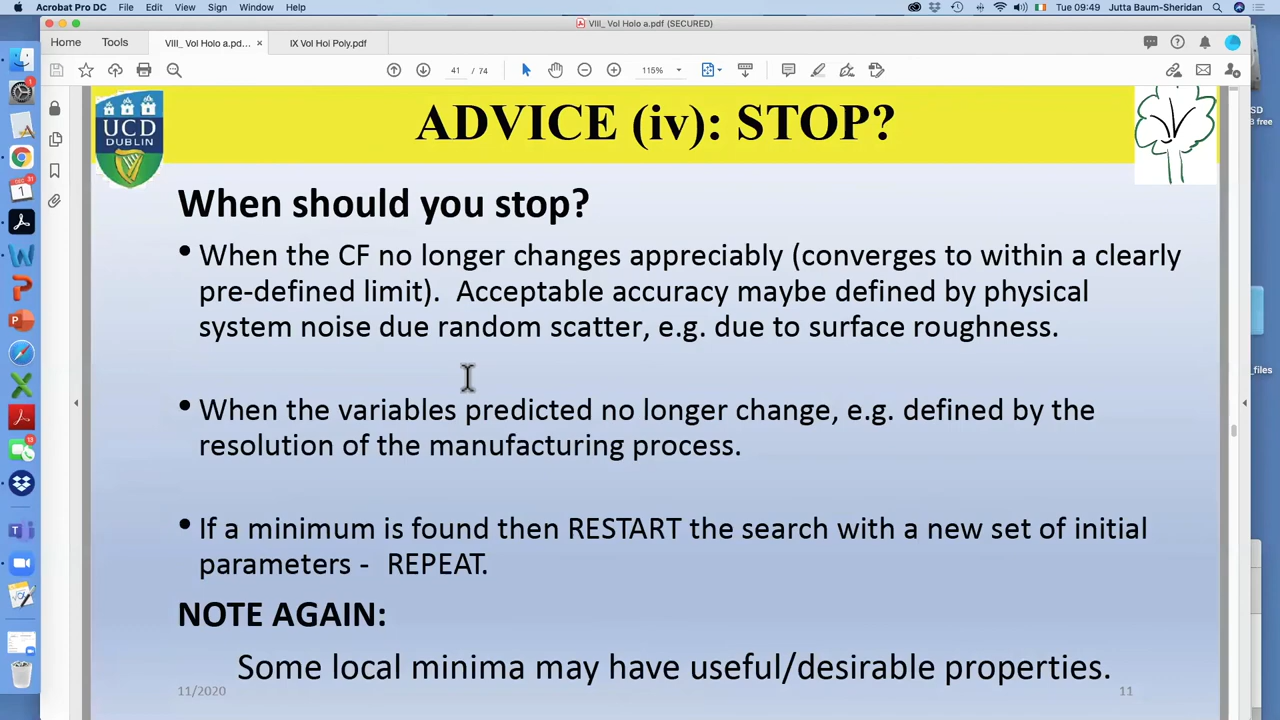 Acrobat Pro DC File Edit View Sign Window Help Tue 09:49 Jutta Baum-Sheridan
VIII_ Vol Holo a.pdf (SECURED)
Home Tools VIII_ Vol Holo a.pd... × IX Vol Hoi Poly.pdf
41 / 74 115%
UCD
DUBLIN
ADVICE (iv): STOP?
When should you stop?
• When the CF no longer changes appreciably (converges to within a clearly
pre-defined limit). Acceptable accuracy maybe defined by physical
system noise due random scatter, e.g. due to surface roughness.
• When the variables predicted no longer change, e.g. defined by the
resolution of the manufacturing process.
• If a minimum is found then RESTART the search with a new set of initial
parameters - REPEAT.
NOTE AGAIN:
Some local minima may have useful/desirable properties.
11/2020 11
SD
3 free
_files